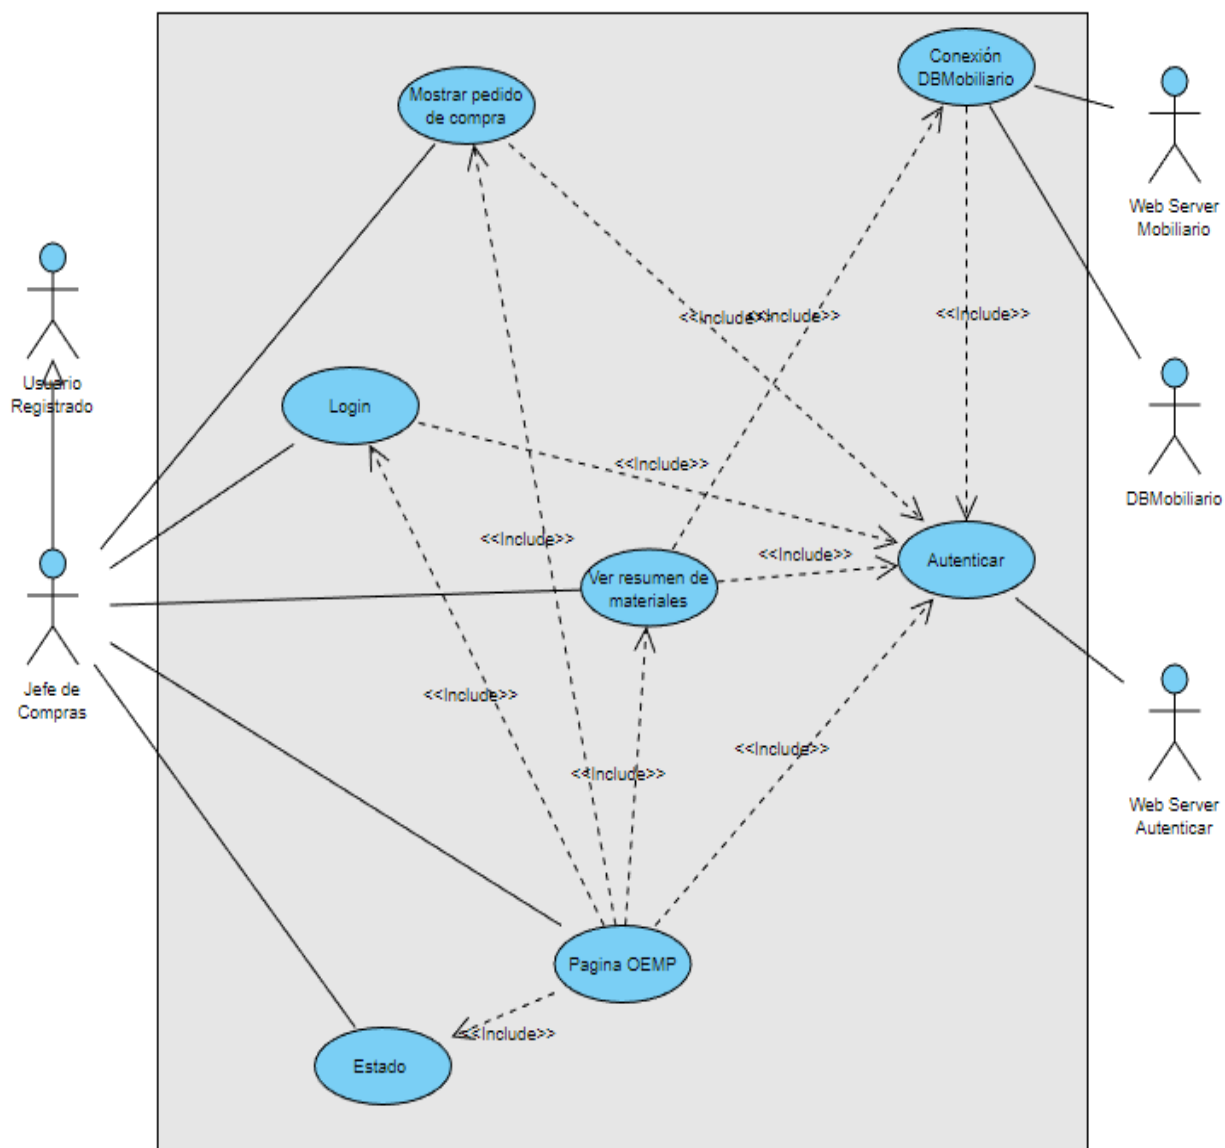 Conexión
DBMobiliario
Mostrar pedido
de compra
Web Server
Mobiliario
<<Include>>
<<Include>>
<<Include>>
Usuario
Registrado
Login
<<Include>>
DBMobiliario
<<Include>>
<<Include>>
Autenticar
Ver resumen de
materiales
Jefe de
Compras
<<Include>>
<<Include>>
<<Include>>
Web Server
Autenticar
Pagina OEMP
<<Include>>
Estado